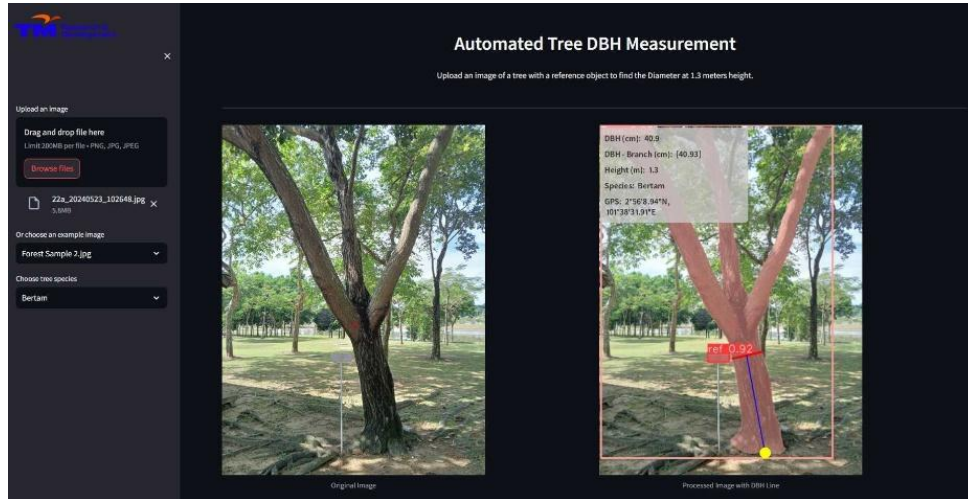 TM
×
Upload an image
Drag and drop file here
Limit 200MB per file • PNG, JPG, JPEG
Browse files
22a_20240523_102648.jpg ×
5.8MB
Or choose an example image
Forest Sample 2.jpg
Choose tree species
Bertam
Automated Tree DBH Measurement
Upload an image of a tree with a reference object to find the Diameter at 1.3 meters height.
DBH (cm): 40.9
DBH - Branch (cm): [40.93]
Height (m): 1.3
Species: Bertam
GPS: 2°56'8.94"N,
101°38'31.91"E
ref 0.92
Original Image
Processed Image with DBH Line